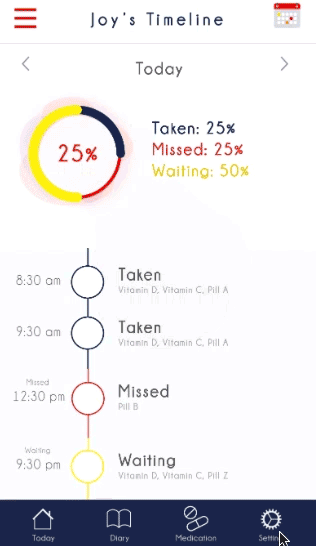 Joy's Timeline
Today
25%
Taken: 25%
Missed: 25%
Waiting: 50%
8:30 am
Taken
Vitamin D, Vitamin C, Pill A
9:30 am
Taken
Vitamin D, Vitamin C, Pill A
Missed
12:30 pm
Missed
Pill B
Waiting
9:30 pm
Waiting
Vitamin D, Vitamin C, Pill Z
Today Diary Medication